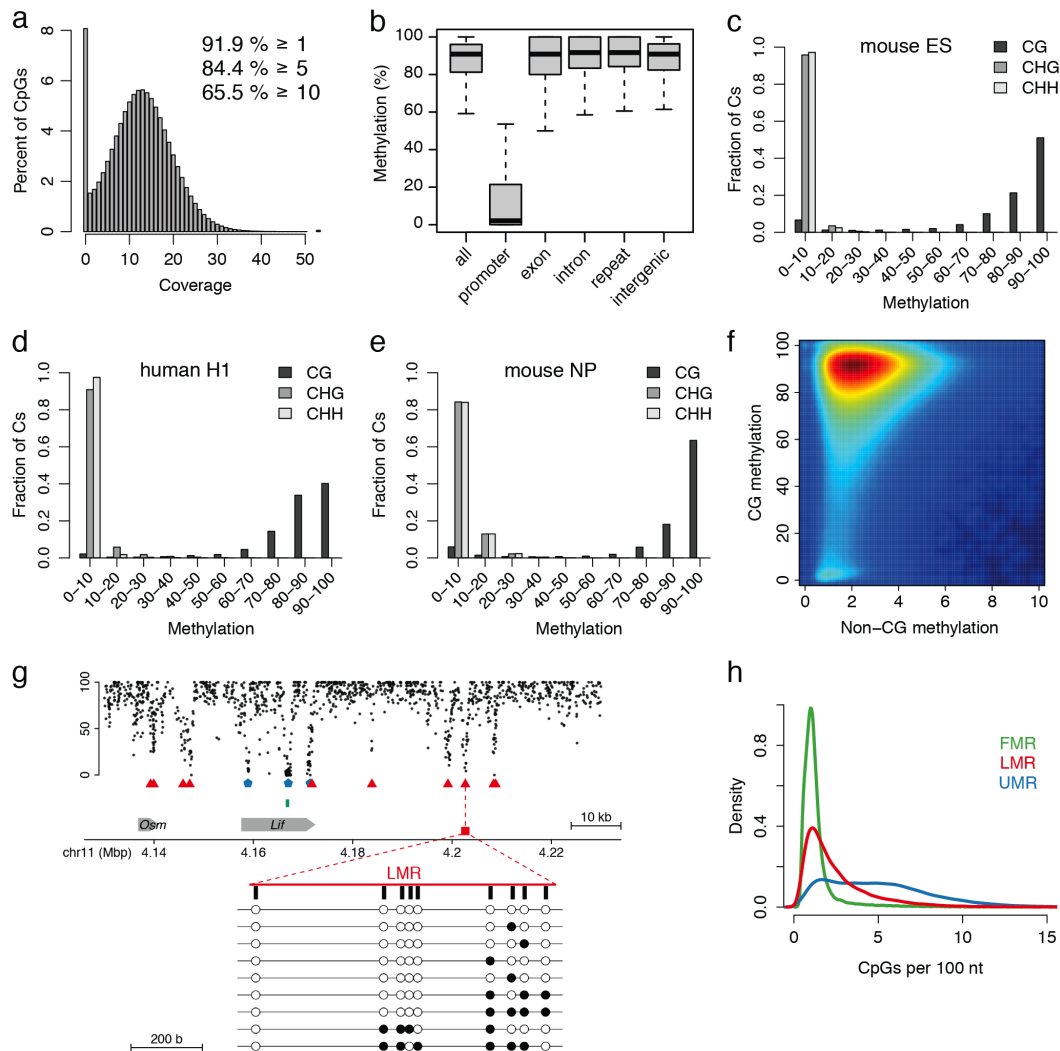 a
8
6
4
2
0
Percent of CpGs
91.9 % ≥ 1
84.4 % ≥ 5
65.5 % ≥ 10
0 10 20 30 40 50
Coverage
b
100
80
60
40
20
0
Methylation (%)
all
promoter
exon
intron
repeat
intergenic
c
mouse ES
CG
CHG
CHH
1.0
0.8
0.6
0.4
0.2
0.0
Fraction of Cs
0−10
10−20
20−30
30−40
40−50
50−60
60−70
70−80
80−90
90−100
Methylation
d
human H1
CG
CHG
CHH
1.0
0.8
0.6
0.4
0.2
0.0
Fraction of Cs
0−10
10−20
20−30
30−40
40−50
50−60
60−70
70−80
80−90
90−100
Methylation
e
mouse NP
CG
CHG
CHH
1.0
0.8
0.6
0.4
0.2
0.0
Fraction of Cs
0−10
10−20
20−30
30−40
40−50
50−60
60−70
70−80
80−90
90−100
Methylation
f
100
80
60
40
20
0
CG methylation
0 2 4 6 8 10
Non−CG methylation
g
100
50
0
Osm
Lif
10 kb
chr11 (Mbp) 4.14 4.16 4.18 4.2 4.22
LMR
200 b
h
0.8
0.4
0.0
Density
FMR
LMR
UMR
0 5 10 15
CpGs per 100 nt